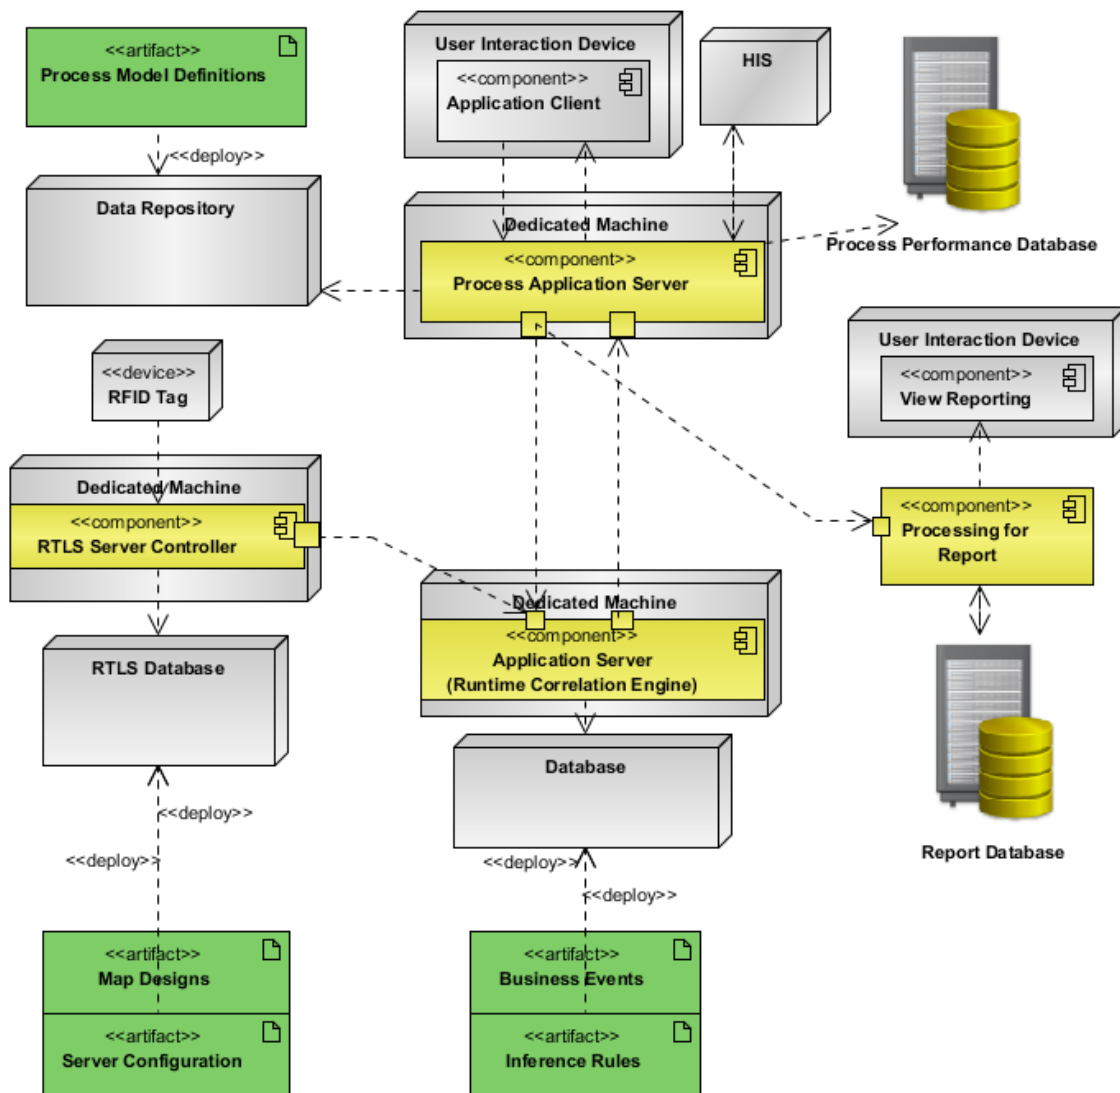 <<artifact>>
Process Model Definitions
<<deploy>>
Data Repository
User Interaction Device
<<component>>
Application Client
HIS
Process Performance Database
Dedicated Machine
<<component>>
Process Application Server
<<device>>
RFID Tag
Dedicated Machine
<<component>>
RTLS Server Controller
User Interaction Device
<<component>>
View Reporting
<<component>>
Processing for
Report
Dedicated Machine
<<component>>
Application Server
(Runtime Correlation Engine)
RTLS Database
Database
Report Database
<<deploy>>
<<deploy>>
<<deploy>>
<<deploy>>
<<artifact>>
Map Designs
<<artifact>>
Server Configuration
<<artifact>>
Business Events
<<artifact>>
Inference Rules